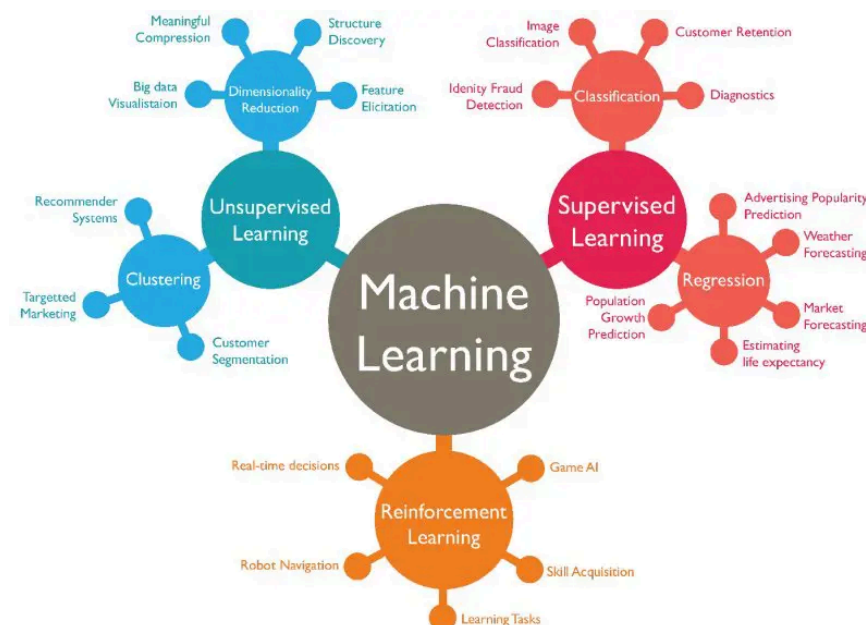 Meaningful
Compression
Structure
Discovery
Big data
Visualistaion
Dimensionality
Reduction
Feature
Elicitation
Image
Classification
Customer Retention
Idenity Fraud
Detection
Classification
Diagnostics
Unsupervised
Learning
Supervised
Learning
Recommender
Systems
Clustering
Targetted
Marketing
Customer
Segmentation
Machine
Learning
Advertising Popularity
Prediction
Weather
Forecasting
Regression
Population
Growth
Prediction
Market
Forecasting
Estimating
life expectancy
Real-time decisions
Game AI
Reinforcement
Learning
Robot Navigation
Skill Acquisition
Learning Tasks